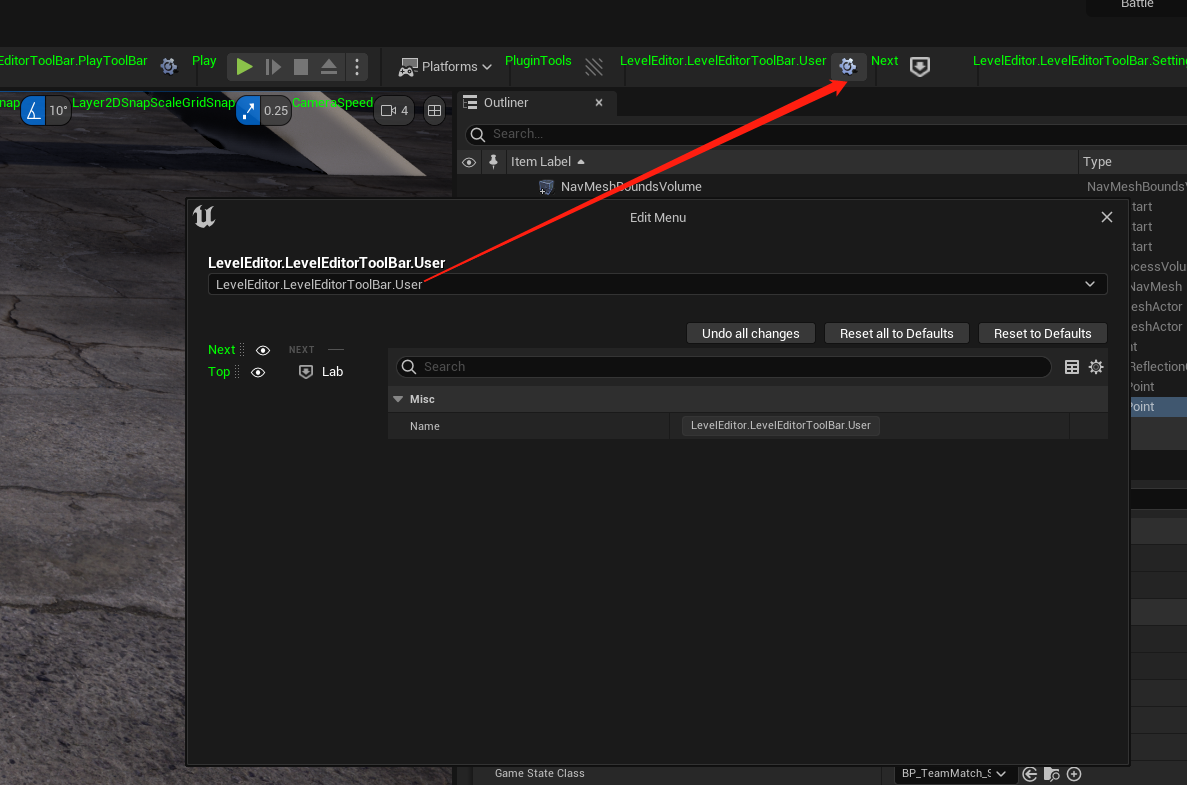 Battle
EditorToolBar.PlayToolBar Play Platforms PluginTools LevelEditor.LevelEditorToolBar.User Next LevelEditor.LevelEditorToolBar.Settin
nap 10° Layer2DSnapScaleGridSnap 0.25 CameraSpeed 4 Outliner
Search...
Item Label Type
NavMeshBoundsVolume NavMeshBoundsV
Edit Menu
tart
tart
tart
LevelEditor.LevelEditorToolBar.User
ocessVolu
LevelEditor.LevelEditorToolBar.User
NavMesh
eshActor
eshActor
Undo all changes Reset all to Defaults Reset to Defaults
nt
Next NEXT
Search
Reflection
Top Lab
Point
Misc
Point
Name LevelEditor.LevelEditorToolBar.User
Game State Class BP_TeamMatch_S